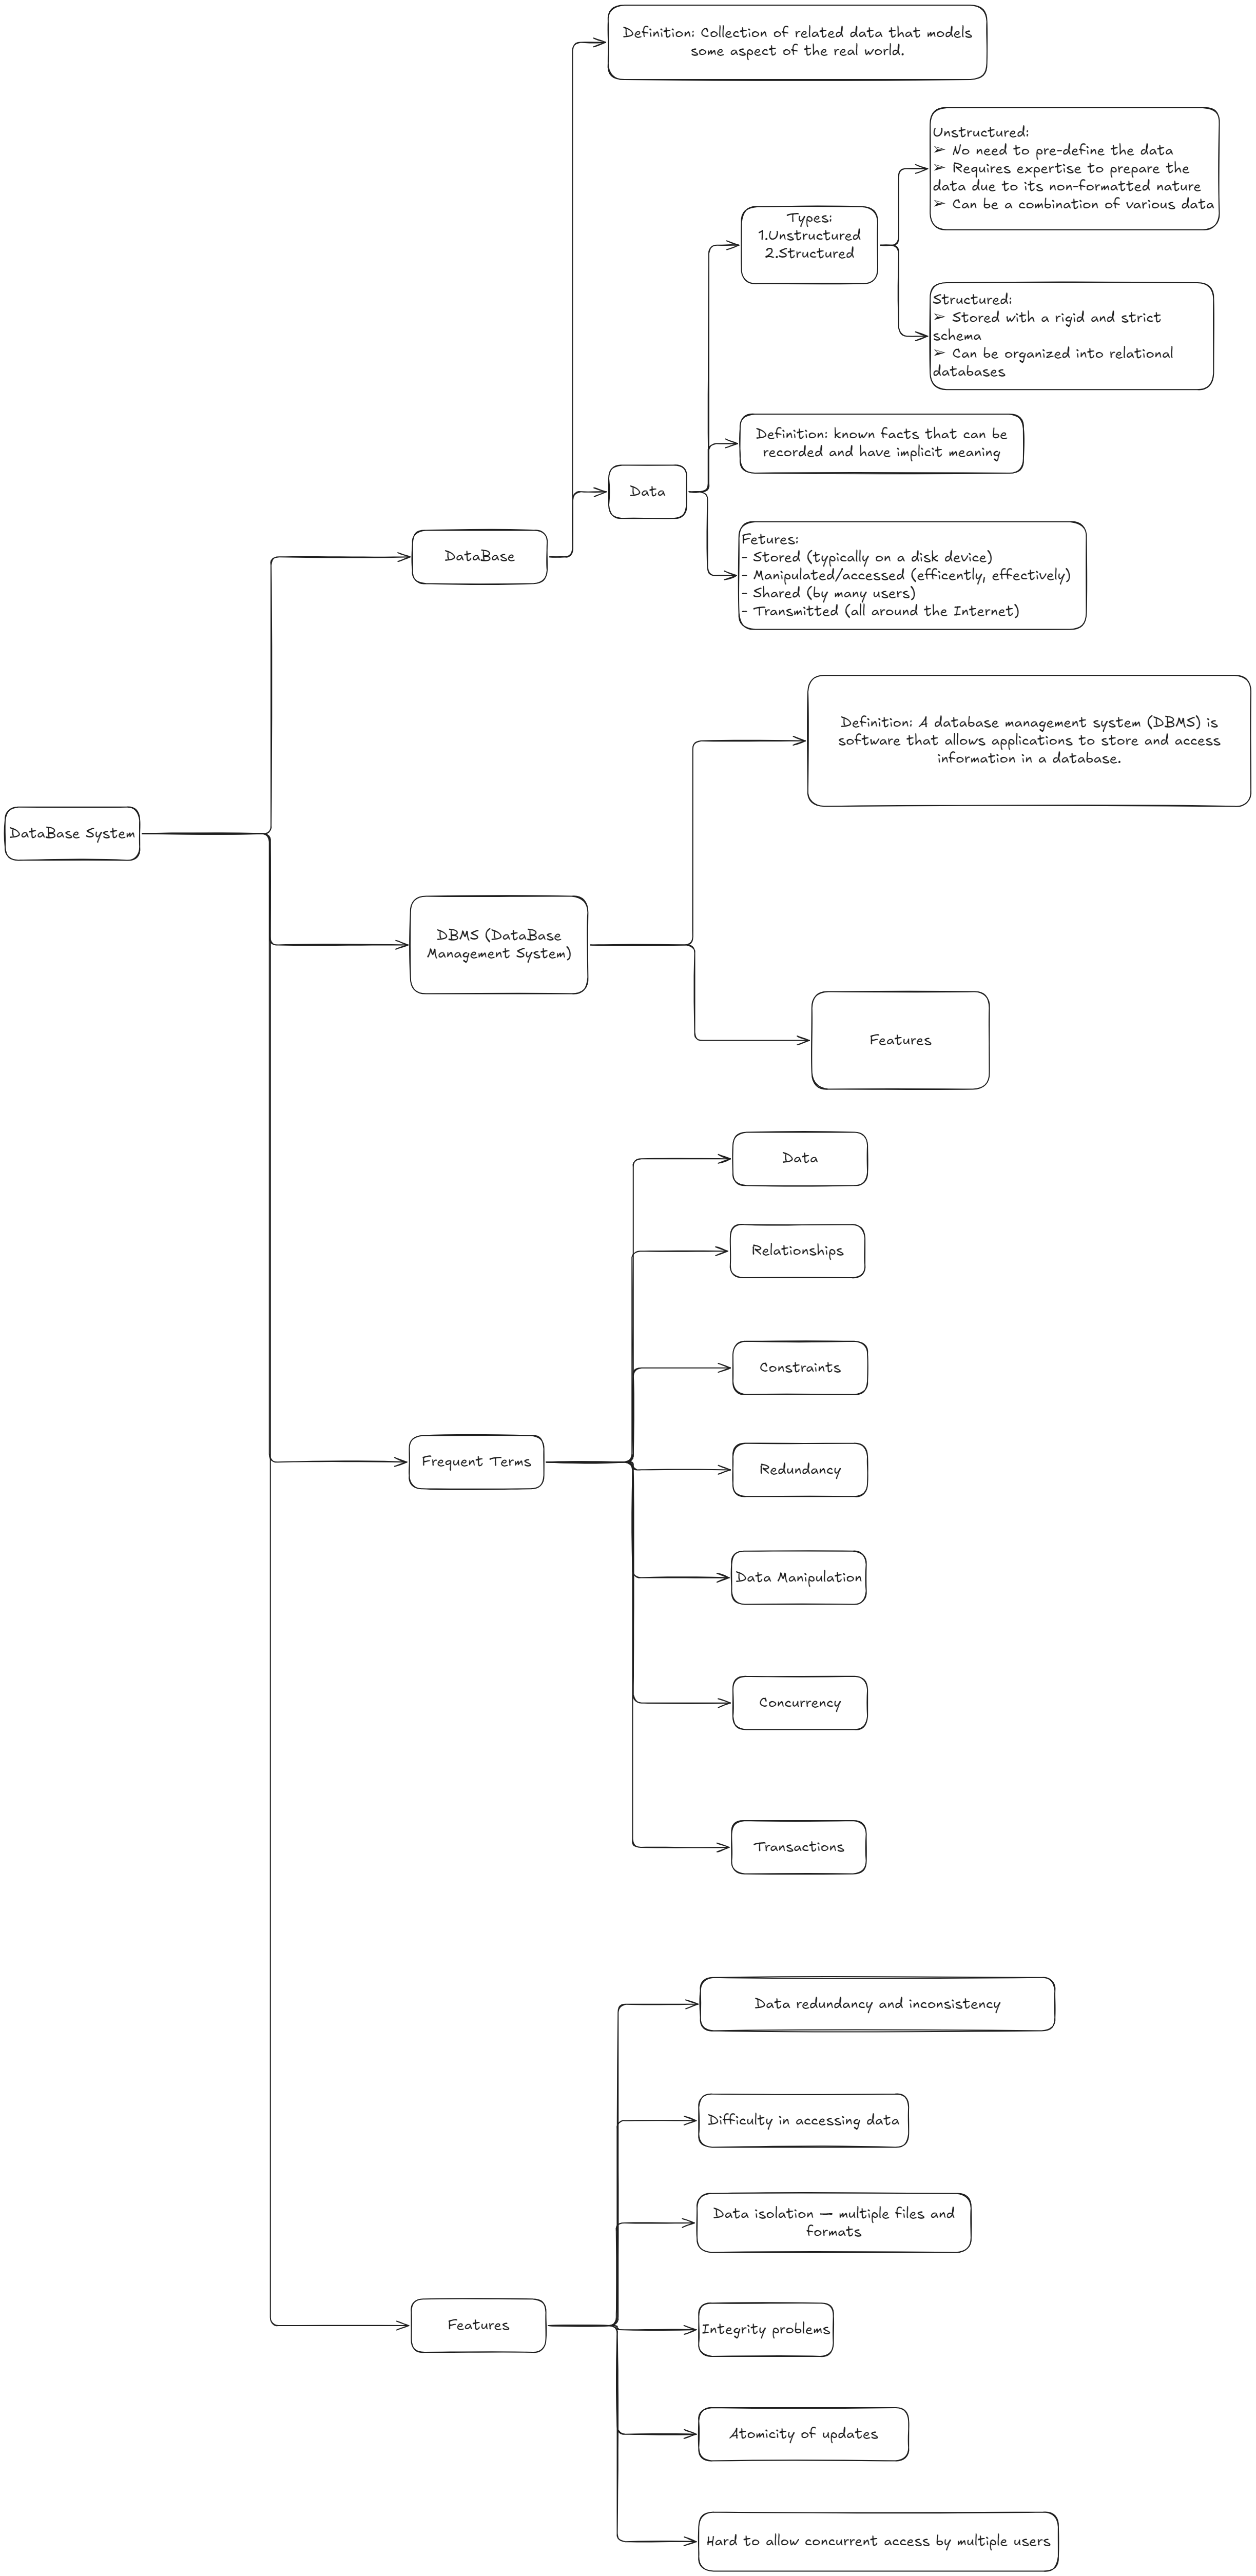 Definition: Collection of related data that models
some aspect of the real world.
Unstructured:
➢ No need to pre-define the data
➢ Requires expertise to prepare the
data due to its non-formatted nature
➢ Can be a combination of various data
Types:
1.Unstructured
2.Structured
Structured:
➢ Stored with a rigid and strict
schema
➢ Can be organized into relational
databases
Definition: known facts that can be
recorded and have implicit meaning
Data
Fetures:
- Stored (typically on a disk device)
- Manipulated/accessed (efficently, effectively)
- Shared (by many users)
- Transmitted (all around the Internet)
DataBase
Definition: A database management system (DBMS) is
software that allows applications to store and access
information in a database.
DataBase System
DBMS (DataBase
Management System)
Features
Data
Relationships
Constraints
Frequent Terms
Redundancy
Data Manipulation
Concurrency
Transactions
Data redundancy and inconsistency
Difficulty in accessing data
Data isolation — multiple files and
formats
Features
Integrity problems
Atomicity of updates
Hard to allow concurrent access by multiple users